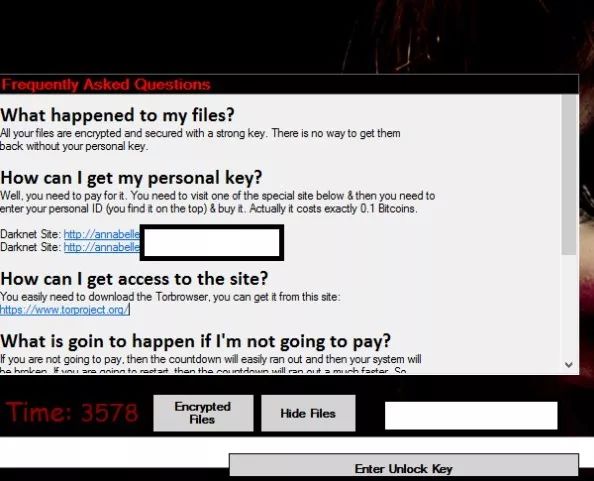 Frequently Asked Questions
What happened to my files?
All your files are encrypted and secured with a strong key. There is no way to get them
back without your personal key.
How can I get my personal key?
Well, you need to pay for it. You need to visit one of the special site below & then you need to
enter your personal ID (you find it on the top) & buy it. Actually it costs exactly 0.1 Bitcoins.
Darknet Site: http://annabelle
Darknet Site: http://annabelle
How can I get access to the site?
You easily need to download the Torbrowser, you can get it from this site:
https://www.torproject.org/
What is goin to happen if I'm not going to pay?
If you are not going to pay, then the countdown will easily ran out and then your system will
be broken. If you are going to restart, then the countdown will ran out a much faster. So,
Time: 3578
Encrypted
Files
Hide Files
Enter Unlock Key